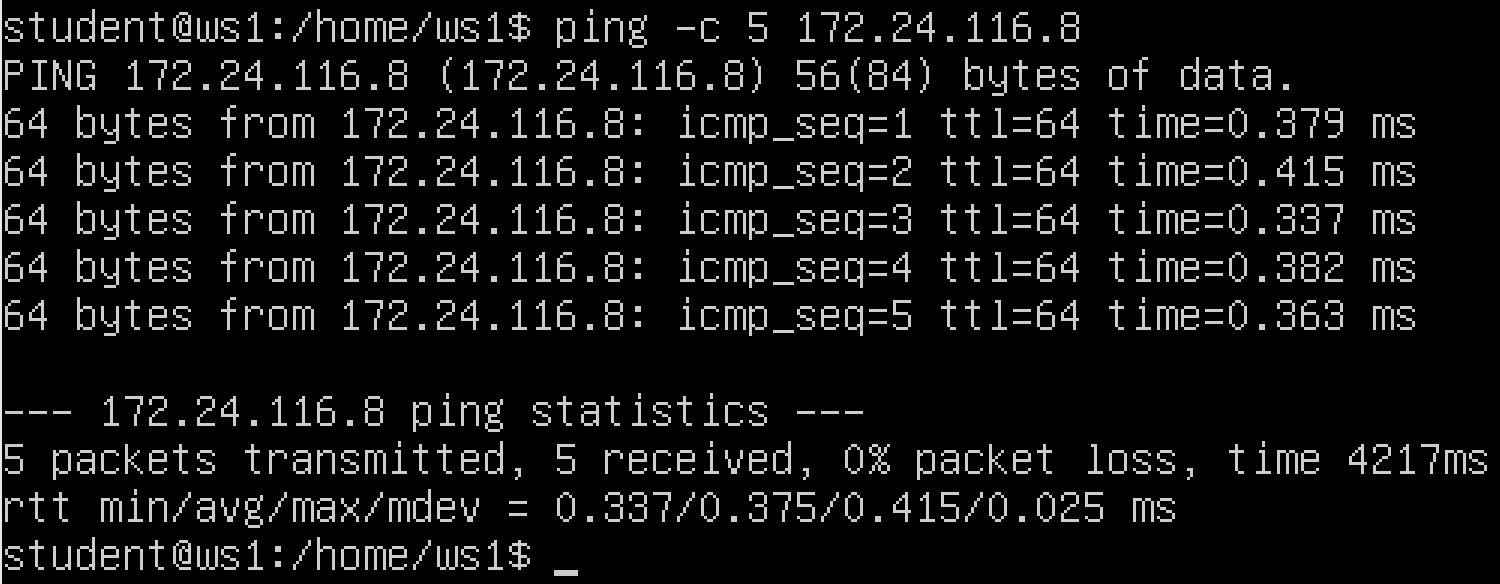 student@ws1:/home/ws1$ ping -c 5 172.24.116.8
PING 172.24.116.8 (172.24.116.8) 56(84) bytes of data.
64 bytes from 172.24.116.8: icmp_seq=1 ttl=64 time=0.379 ms
64 bytes from 172.24.116.8: icmp_seq=2 ttl=64 time=0.415 ms
64 bytes from 172.24.116.8: icmp_seq=3 ttl=64 time=0.337 ms
64 bytes from 172.24.116.8: icmp_seq=4 ttl=64 time=0.382 ms
64 bytes from 172.24.116.8: icmp_seq=5 ttl=64 time=0.363 ms
--- 172.24.116.8 ping statistics ---
5 packets transmitted, 5 received, 0% packet loss, time 4217ms
rtt min/avg/max/mdev = 0.337/0.375/0.415/0.025 ms
student@ws1:/home/ws1$ _